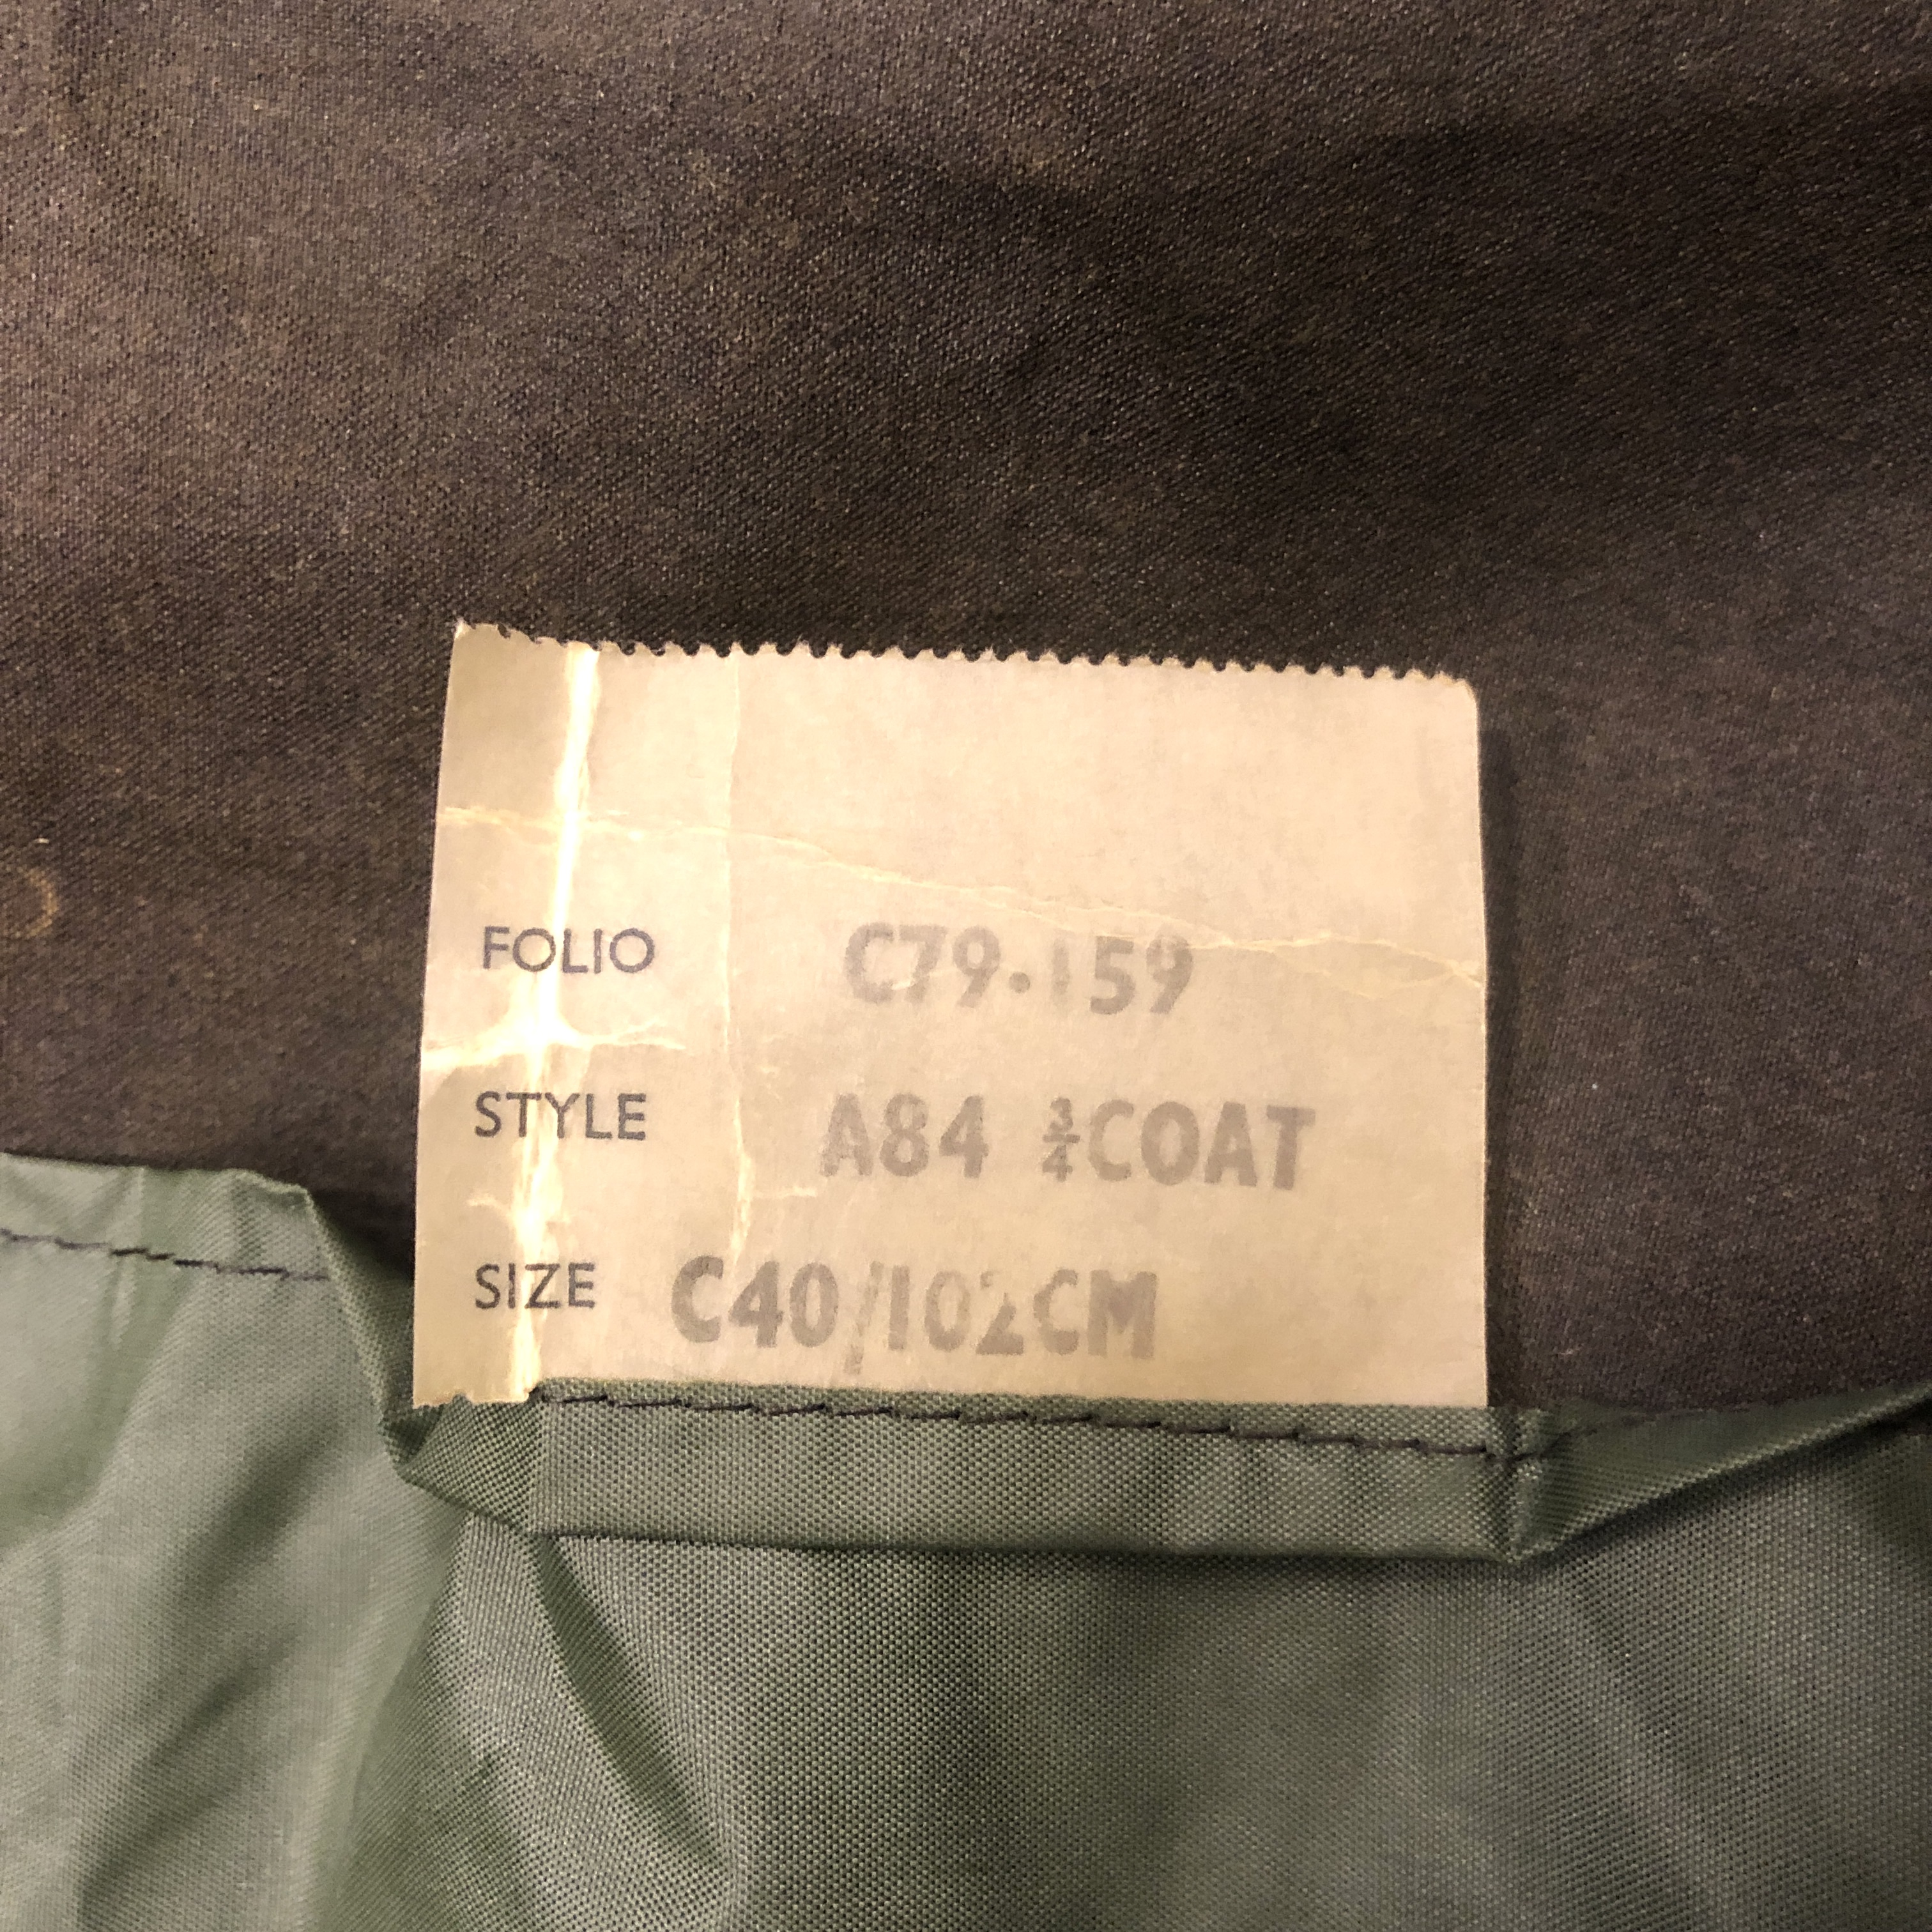 FOLIO C79.159
STYLE A84 ¾COAT
SIZE C40/102CM